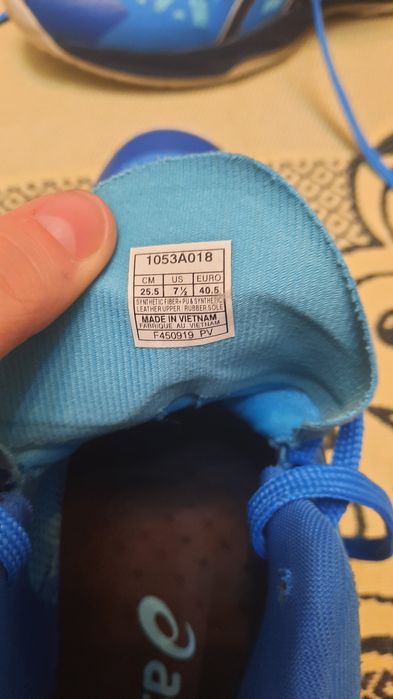 1053A018
CM US EURO
25.5 7½ 40.5
SYNTHETIC FIBER+PU & SYNTHETIC
LEATHER UPPER RUBBER SOLE
MADE IN VIETNAM
FABRIQUE AU VIETNAM
F450919 PV
a